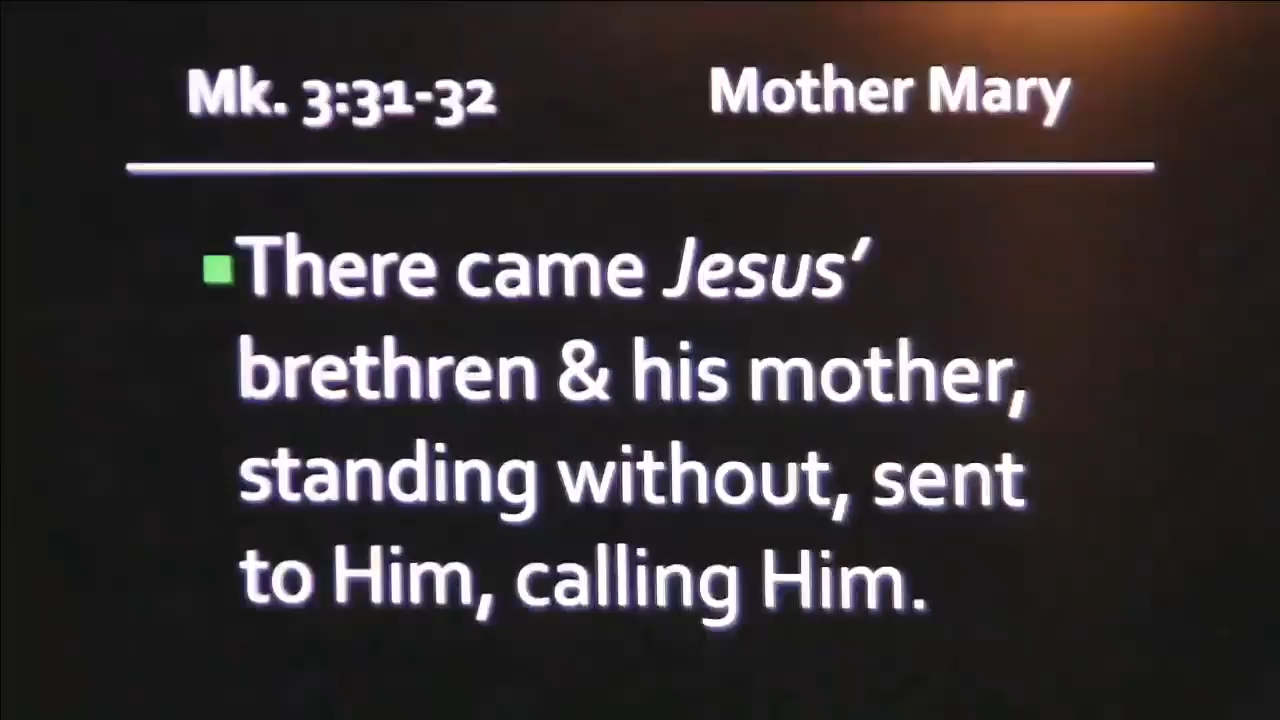 Mk. 3:31-32 Mother Mary
There came Jesus’
brethren & his mother,
standing without, sent
to Him, calling Him.